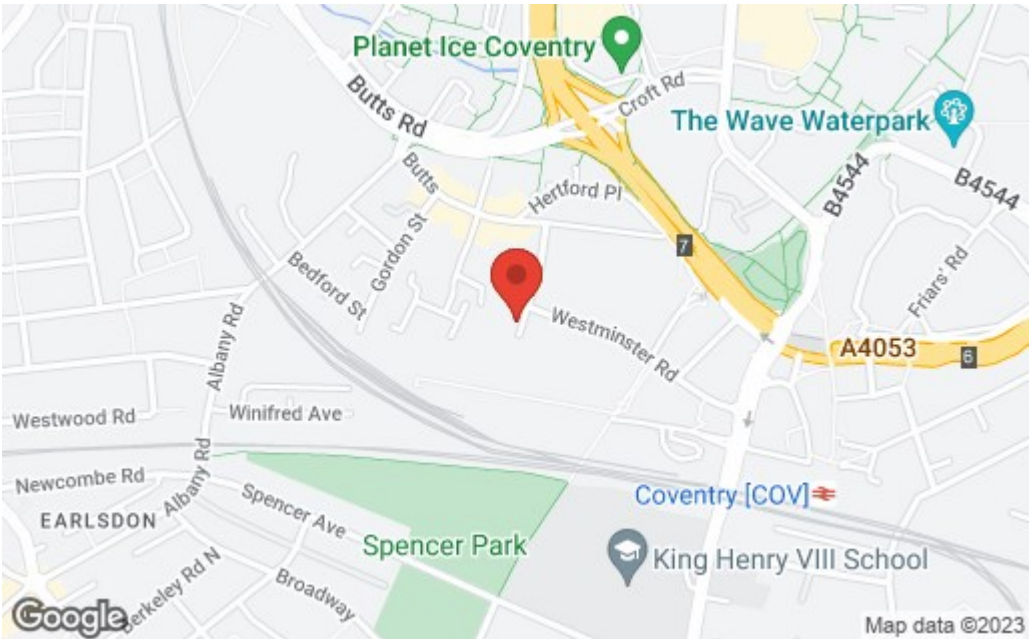 Planet Ice Coventry
Croft Rd
Butts Rd
The Wave Waterpark
B4544
B4544
Butts
Hertford Pl
Gordon St
7
Bedford St
Friars' Rd
Westminster Rd
Albany Rd
A4053
6
Westwood Rd
Winifred Ave
Albany Rd
Newcombe Rd
Coventry [COV]
Spencer Ave
EARLSDON
Spencer Park
King Henry VIII School
Broadway
Berkeley Rd N
Google
Map data ©2023